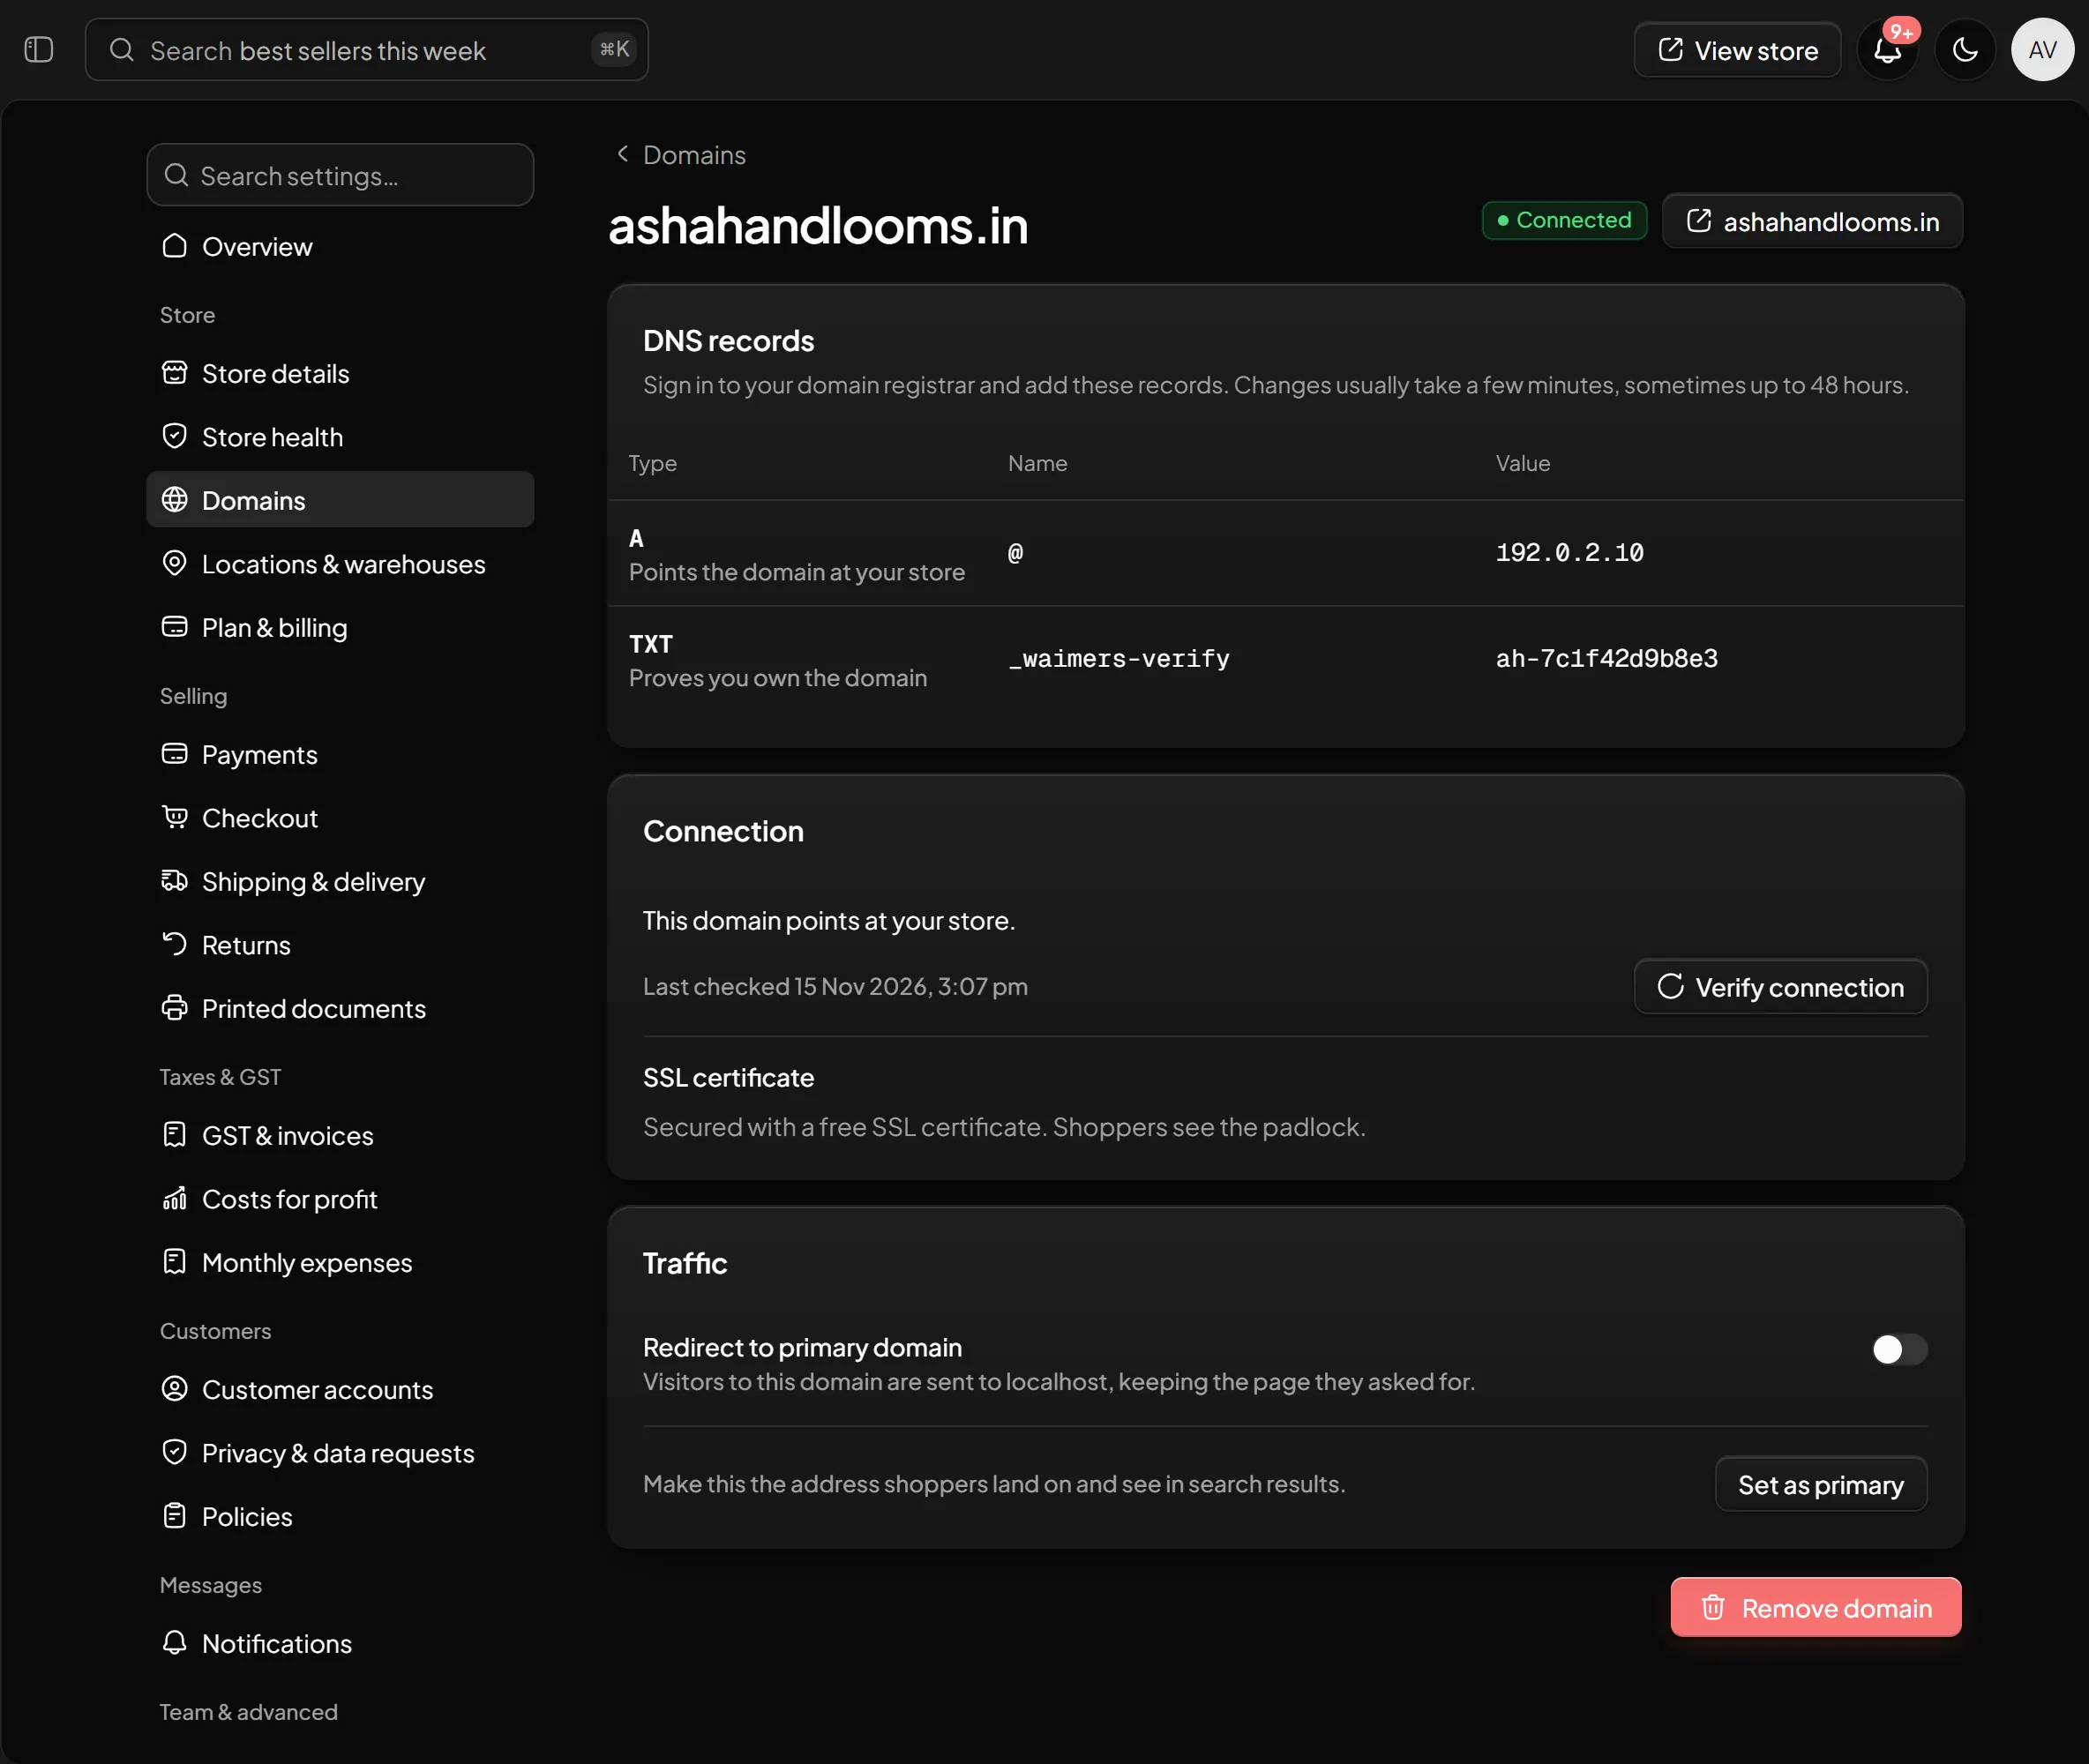 Search best sellers this week
⌘K
View store
9+
AV
Search settings...
Overview
Store
Store details
Store health
Domains
Locations & warehouses
Plan & billing
Selling
Payments
Checkout
Shipping & delivery
Returns
Printed documents
Taxes & GST
GST & invoices
Costs for profit
Monthly expenses
Customers
Customer accounts
Privacy & data requests
Policies
Messages
Notifications
Team & advanced
Domains
ashahandlooms.in
Connected
ashahandlooms.in
DNS records
Sign in to your domain registrar and add these records. Changes usually take a few minutes, sometimes up to 48 hours.
Type Name Value
A
Points the domain at your store
@
192.0.2.10
TXT
Proves you own the domain
_waimers-verify
ah-7c1f42d9b8e3
Connection
This domain points at your store.
Last checked 15 Nov 2026, 3:07 pm
Verify connection
SSL certificate
Secured with a free SSL certificate. Shoppers see the padlock.
Traffic
Redirect to primary domain
Visitors to this domain are sent to localhost, keeping the page they asked for.
Make this the address shoppers land on and see in search results.
Set as primary
Remove domain